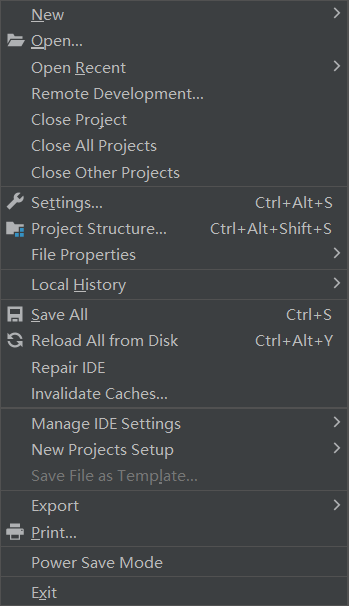 New
Open...
Open Recent
Remote Development...
Close Project
Close All Projects
Close Other Projects
Settings... Ctrl+Alt+S
Project Structure... Ctrl+Alt+Shift+S
File Properties
Local History
Save All Ctrl+S
Reload All from Disk Ctrl+Alt+Y
Repair IDE
Invalidate Caches...
Manage IDE Settings
New Projects Setup
Save File as Template...
Export
Print...
Power Save Mode
Exit